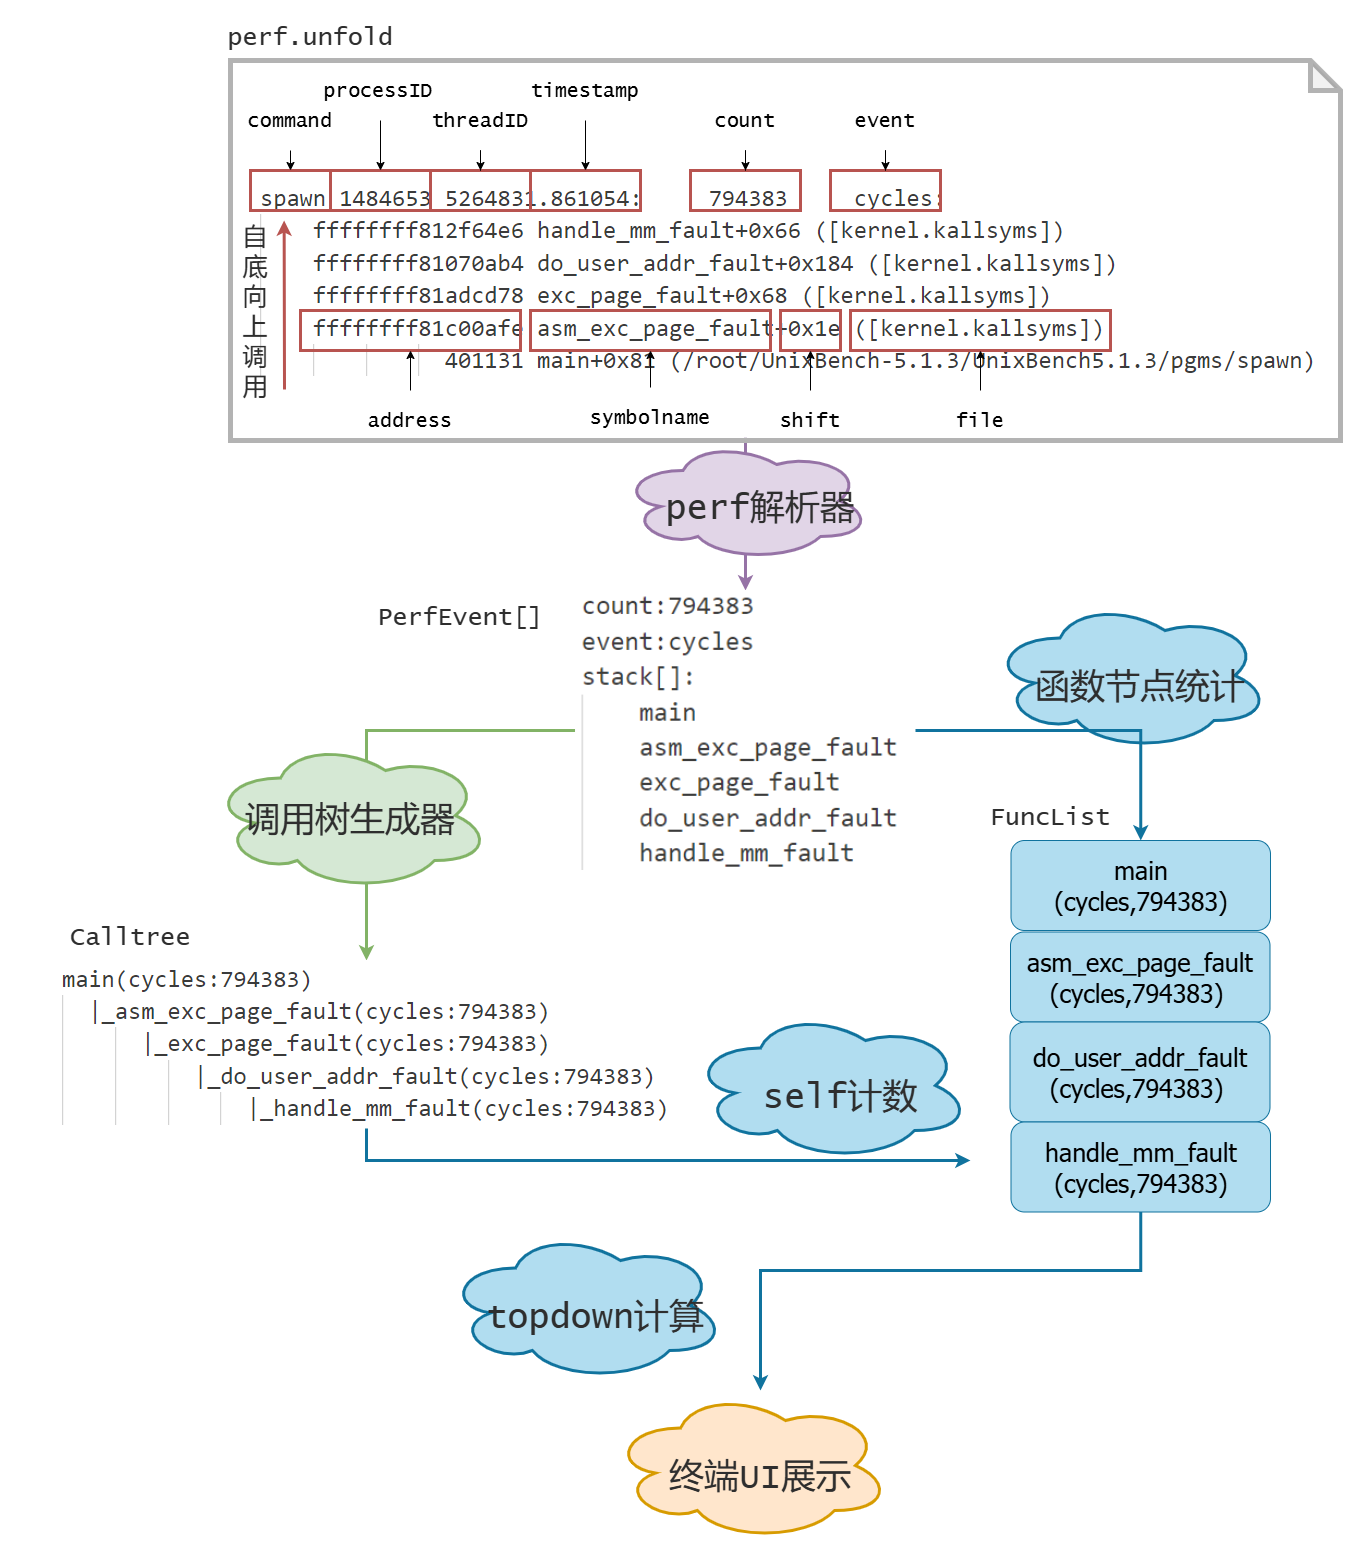 perf.unfold
processID timestamp
command threadID count event
spawn 1484653 5264831.861054: 794383 cycles:
ffffffff812f64e6 handle_mm_fault+0x66 ([kernel.kallsyms])
ffffffff81070ab4 do_user_addr_fault+0x184 ([kernel.kallsyms])
ffffffff81adcd78 exc_page_fault+0x68 ([kernel.kallsyms])
ffffffff81c00afe asm_exc_page_fault+0x1e ([kernel.kallsyms])
401131 main+0x81 (/root/UnixBench-5.1.3/UnixBench5.1.3/pgms/spawn)
自底向上调用
address symbolname shift file
perf解析器
PerfEvent[]
count:794383
event:cycles
stack[]:
main
asm_exc_page_fault
exc_page_fault
do_user_addr_fault
handle_mm_fault
函数节点统计
调用树生成器
FuncList
main
(cycles,794383)
asm_exc_page_fault
(cycles,794383)
do_user_addr_fault
(cycles,794383)
handle_mm_fault
(cycles,794383)
Calltree
main(cycles:794383)
|_asm_exc_page_fault(cycles:794383)
|_exc_page_fault(cycles:794383)
|_do_user_addr_fault(cycles:794383)
|_handle_mm_fault(cycles:794383)
self计数
topdown计算
终端UI展示